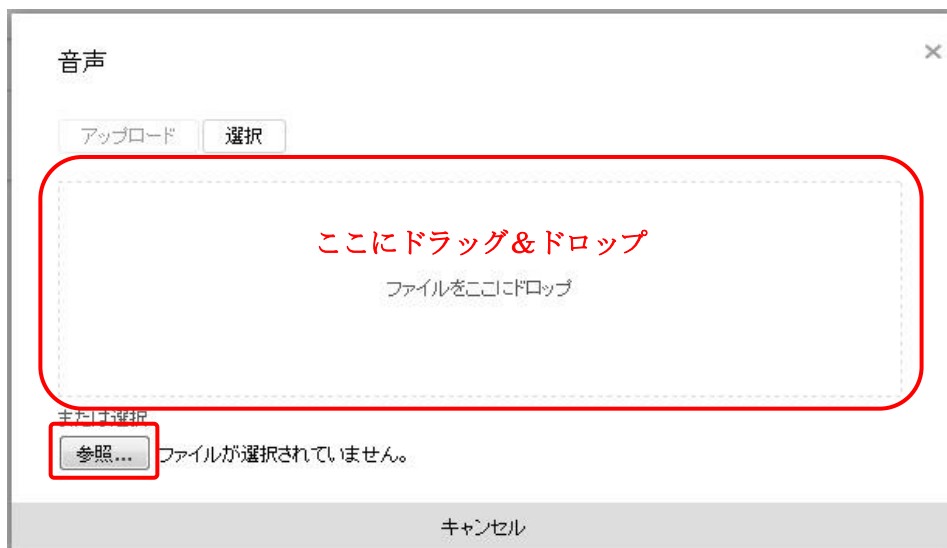 音声
×
アップロード 選択
ここにドラッグ&ドロップ
ファイルをここにドロップ
または選択
参照... ファイルが選択されていません。
キャンセル